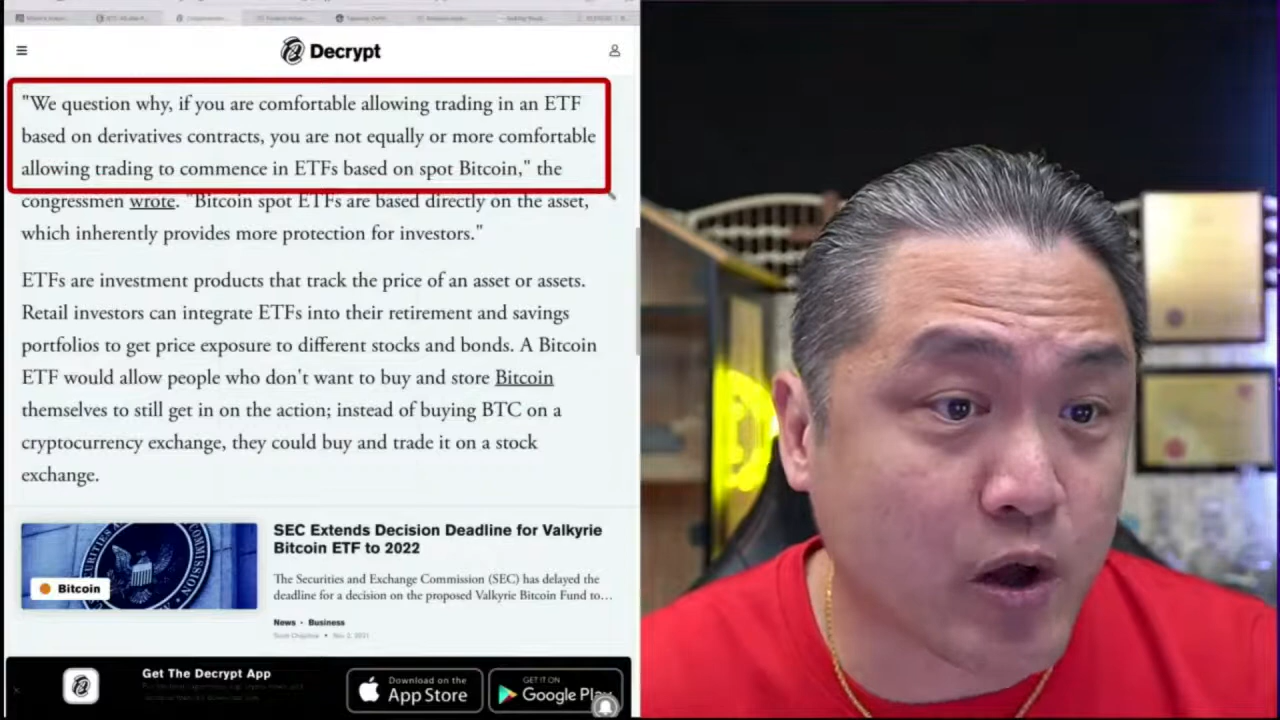 Decrypt
"We question why, if you are comfortable allowing trading in an ETF
based on derivatives contracts, you are not equally or more comfortable
allowing trading to commence in ETFs based on spot Bitcoin," the
congressmen wrote. "Bitcoin spot ETFs are based directly on the asset,
which inherently provides more protection for investors."
ETFs are investment products that track the price of an asset or assets.
Retail investors can integrate ETFs into their retirement and savings
portfolios to get price exposure to different stocks and bonds. A Bitcoin
ETF would allow people who don't want to buy and store Bitcoin
themselves to still get in on the action; instead of buying BTC on a
cryptocurrency exchange, they could buy and trade it on a stock
exchange.
Bitcoin
SEC Extends Decision Deadline for Valkyrie
Bitcoin ETF to 2022
The Securities and Exchange Commission (SEC) has delayed the
deadline for a decision on the proposed Valkyrie Bitcoin Fund to…
News · Business
Nov 2, 2021
Get The Decrypt App
Download on the
App Store
GET IT ON
Google Play